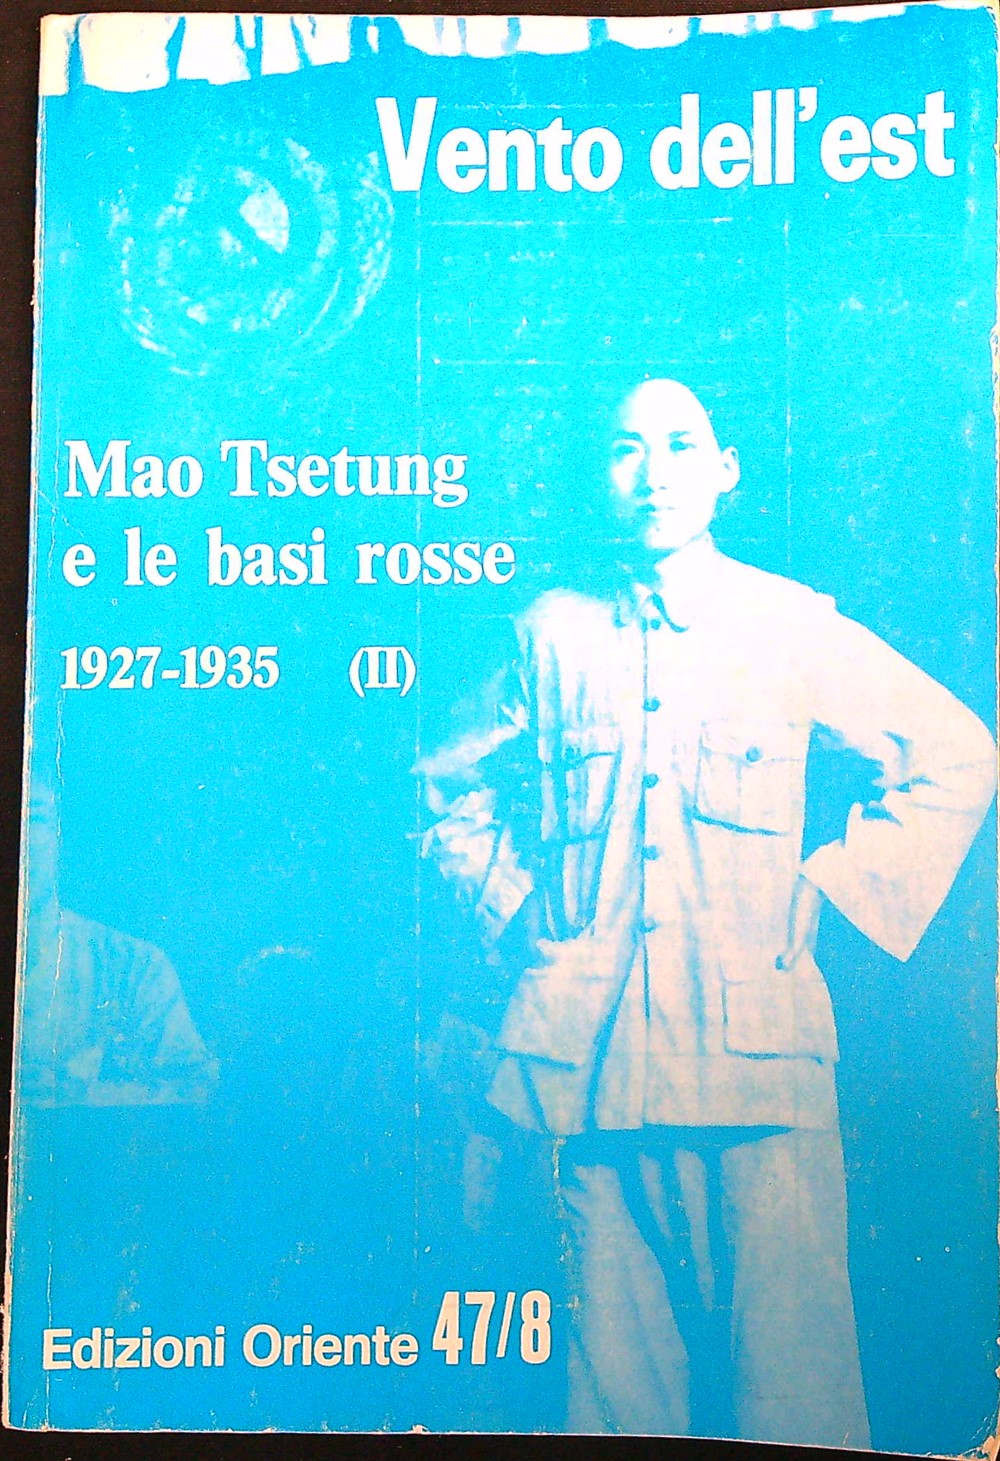 Vento dell'est
Mao Tsetung
e le basi rosse
1927-1935 (II)
Edizioni Oriente 47/8